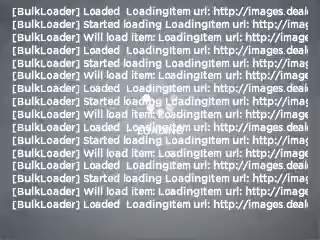 [BulkLoader] Loaded LoadingItem url: http://images.deal
[BulkLoader] Started loading LoadingItem url: http://imag
[BulkLoader] Will load item: LoadingItem url: http://image
[BulkLoader] Loaded LoadingItem url: http://images.deal
[BulkLoader] Started loading LoadingItem url: http://imag
[BulkLoader] Will load item: LoadingItem url: http://image
[BulkLoader] Loaded LoadingItem url: http://images.deal
[BulkLoader] Started loading LoadingItem url: http://imag
[BulkLoader] Will load item: LoadingItem url: http://image
[BulkLoader] Loaded LoadingItem url: http://images.deal
[BulkLoader] Started loading LoadingItem url: http://imag
[BulkLoader] Will load item: LoadingItem url: http://image
[BulkLoader] Loaded LoadingItem url: http://images.deal
[BulkLoader] Started loading LoadingItem url: http://imag
[BulkLoader] Will load item: LoadingItem url: http://image
[BulkLoader] Loaded LoadingItem url: http://images.deal